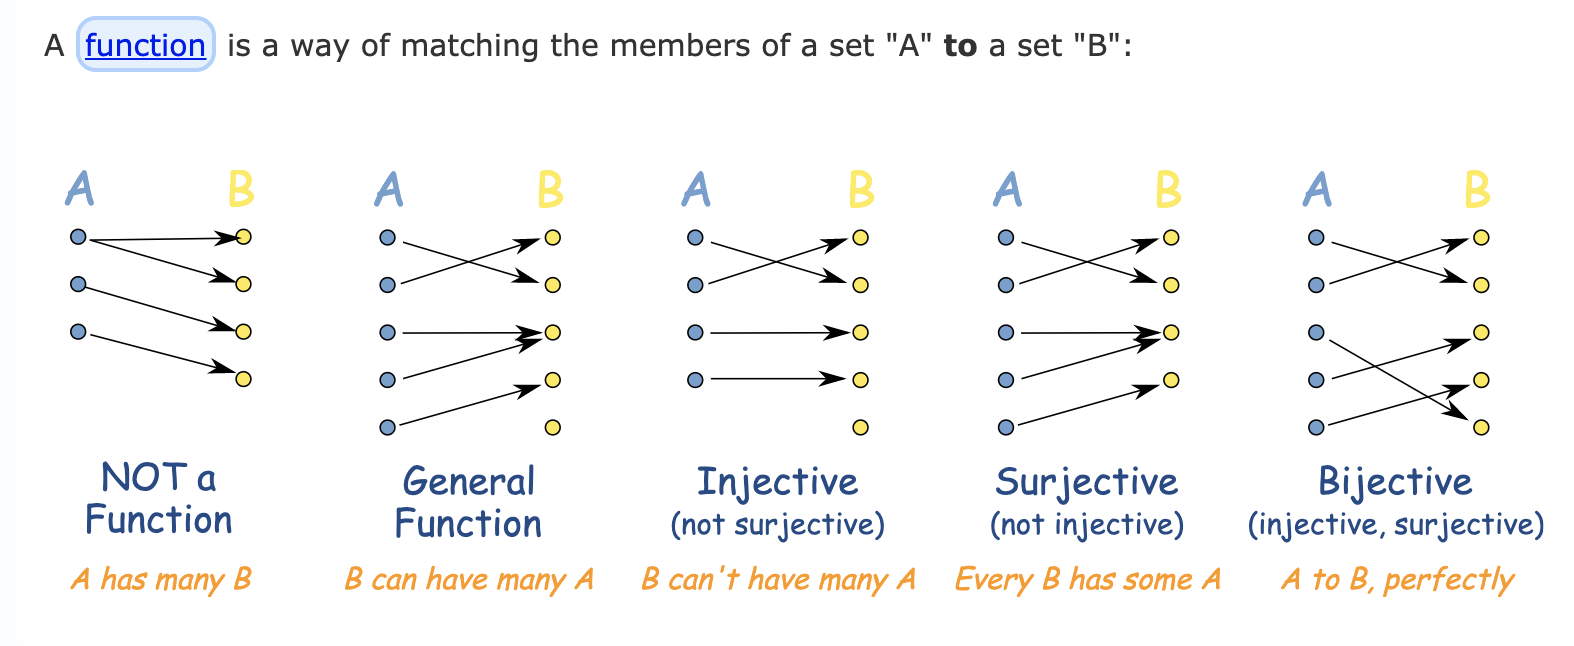 A function is a way of matching the members of a set "A" to a set "B":
A B A B A B A B A B
NOT a
Function
A has many B
General
Function
B can have many A
Injective
(not surjective)
B can't have many A
Surjective
(not injective)
Every B has some A
Bijective
(injective, surjective)
A to B, perfectly